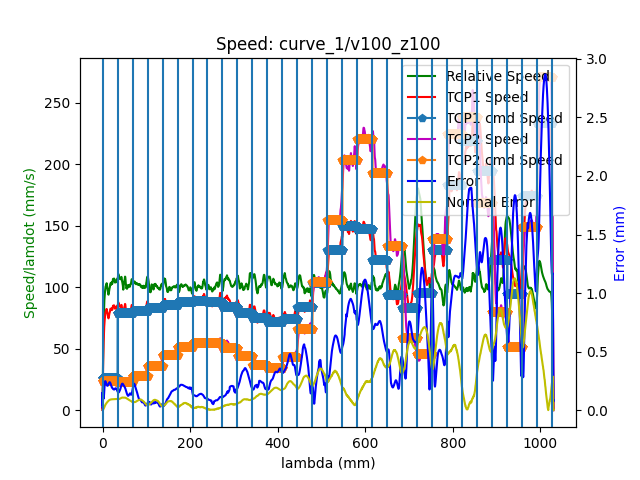 Speed: curve_1/v100_z100
Relative Speed
TCP1 Speed
TCP1 cmd Speed
TCP2 Speed
TCP2 cmd Speed
Error
Normal Error
Speed/lamdot (mm/s)
0
50
100
150
200
250
0.0
0.5
1.0
1.5
2.0
2.5
3.0
Error (mm)
0
200
400
600
800
1000
lambda (mm)